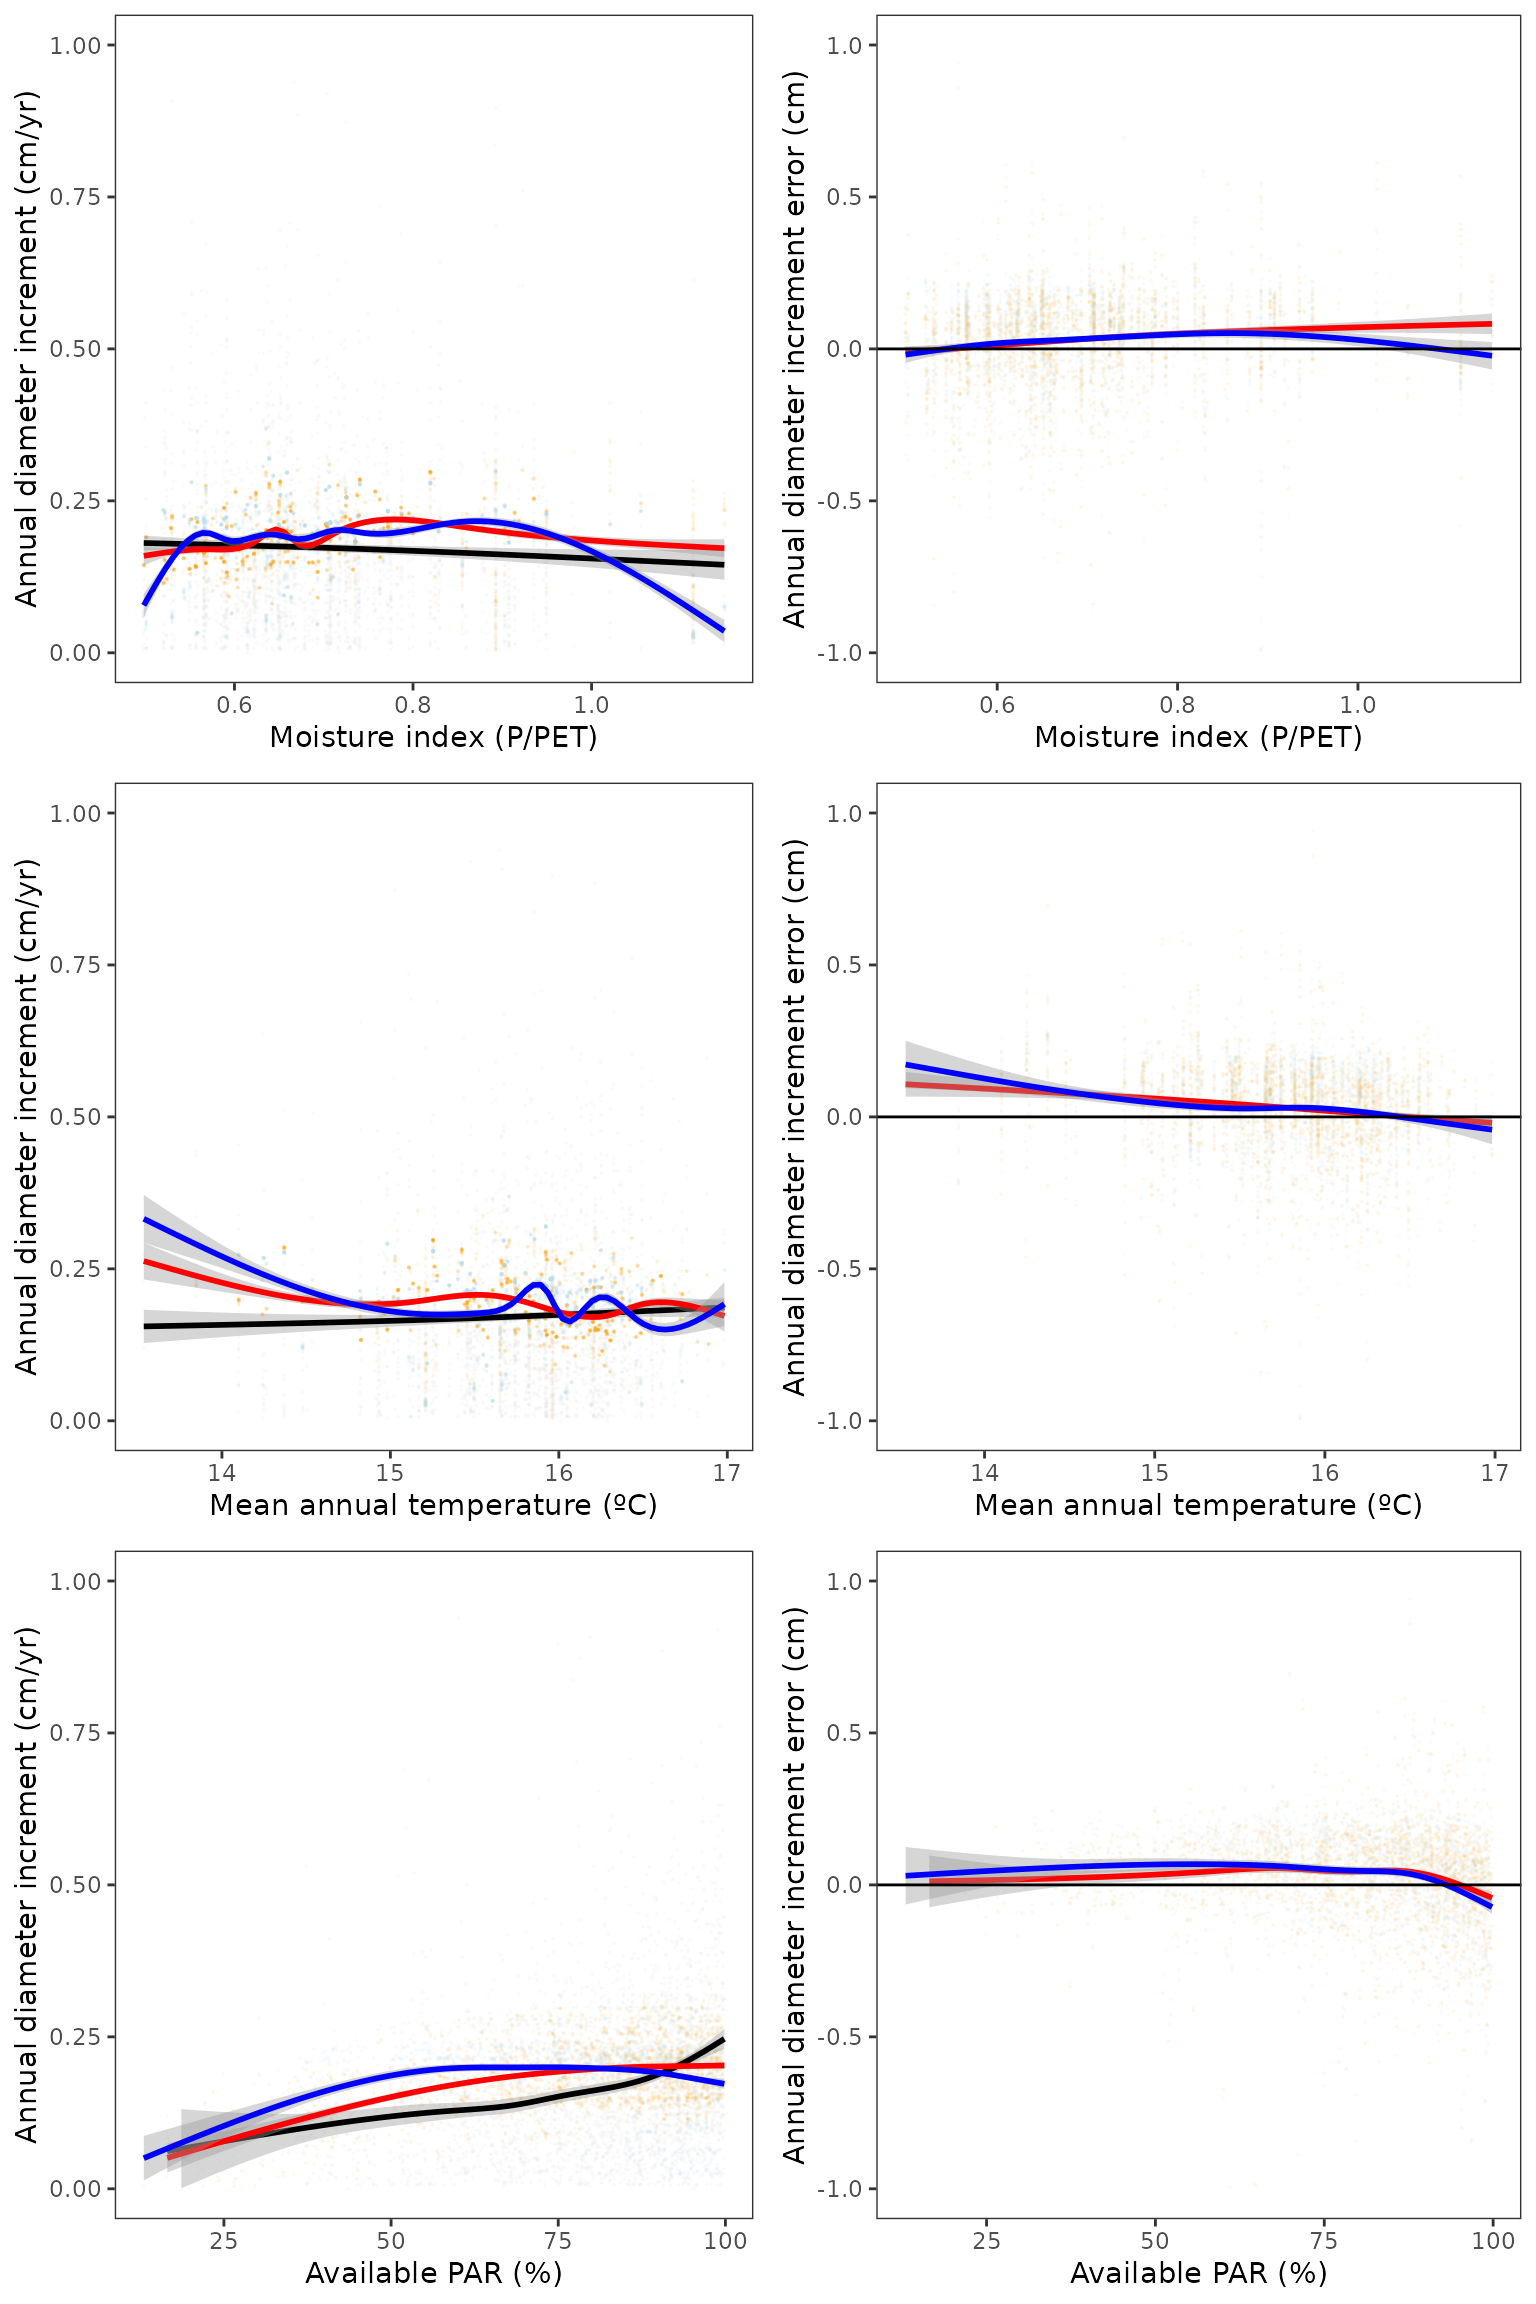 Annual diameter increment (cm/yr)
1.00
0.75
0.50
0.25
0.00
0.6 0.8 1.0
Moisture index (P/PET)
Annual diameter increment error (cm)
1.0
0.5
0.0
-0.5
-1.0
0.6 0.8 1.0
Moisture index (P/PET)
Annual diameter increment (cm/yr)
1.00
0.75
0.50
0.25
0.00
14 15 16 17
Mean annual temperature (ºC)
Annual diameter increment error (cm)
1.0
0.5
0.0
-0.5
-1.0
14 15 16 17
Mean annual temperature (ºC)
Annual diameter increment (cm/yr)
1.00
0.75
0.50
0.25
0.00
25 50 75 100
Available PAR (%)
Annual diameter increment error (cm)
1.0
0.5
0.0
-0.5
-1.0
25 50 75 100
Available PAR (%)